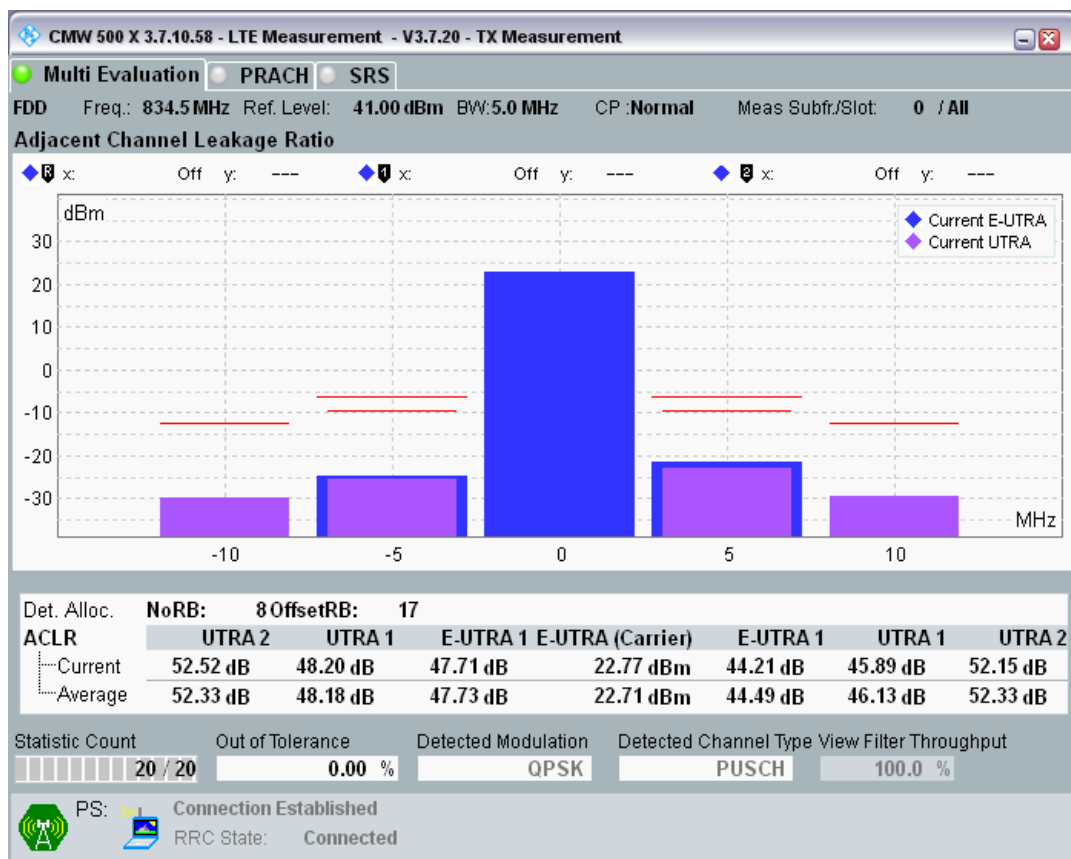 CMW 500 X 3.7.10.58 - LTE Measurement - V3.7.20 - TX Measurement
Multi Evaluation PRACH SRS
FDD Freq.: 834.5 MHz Ref. Level: 41.00 dBm BW:5.0 MHz CP :Normal Meas Subfr./Slot: 0 / All
Adjacent Channel Leakage Ratio
R x: Off y: --- 1 x: Off y: --- 2 x: Off y: ---
dBm
Current E-UTRA
Current UTRA
30
20
10
0
-10
-20
-30
MHz
-10 -5 0 5 10
Det. Alloc. NoRB: 8 OffsetRB: 17
ACLR UTRA 2 UTRA 1 E-UTRA 1 E-UTRA (Carrier) E-UTRA 1 UTRA 1 UTRA 2
Current 52.52 dB 48.20 dB 47.71 dB 22.77 dBm 44.21 dB 45.89 dB 52.15 dB
Average 52.33 dB 48.18 dB 47.73 dB 22.71 dBm 44.49 dB 46.13 dB 52.33 dB
Statistic Count Out of Tolerance Detected Modulation Detected Channel Type View Filter Throughput
20 / 20 0.00 % QPSK PUSCH 100.0 %
PS: Connection Established
RRC State: Connected